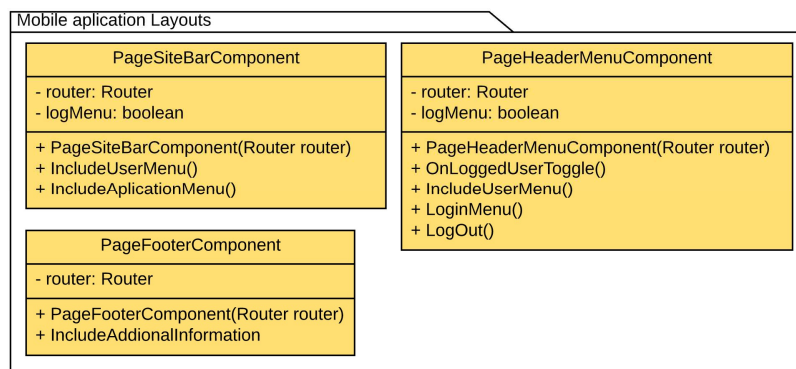 Mobile aplication Layouts
PageSiteBarComponent
- router: Router
- logMenu: boolean
+ PageSiteBarComponent(Router router)
+ IncludeUserMenu()
+ IncludeAplicationMenu()
PageHeaderMenuComponent
- router: Router
- logMenu: boolean
+ PageHeaderMenuComponent(Router router)
+ OnLoggedUserToggle()
+ IncludeUserMenu()
+ LoginMenu()
+ LogOut()
PageFooterComponent
- router: Router
+ PageFooterComponent(Router router)
+ IncludeAddionalInformation